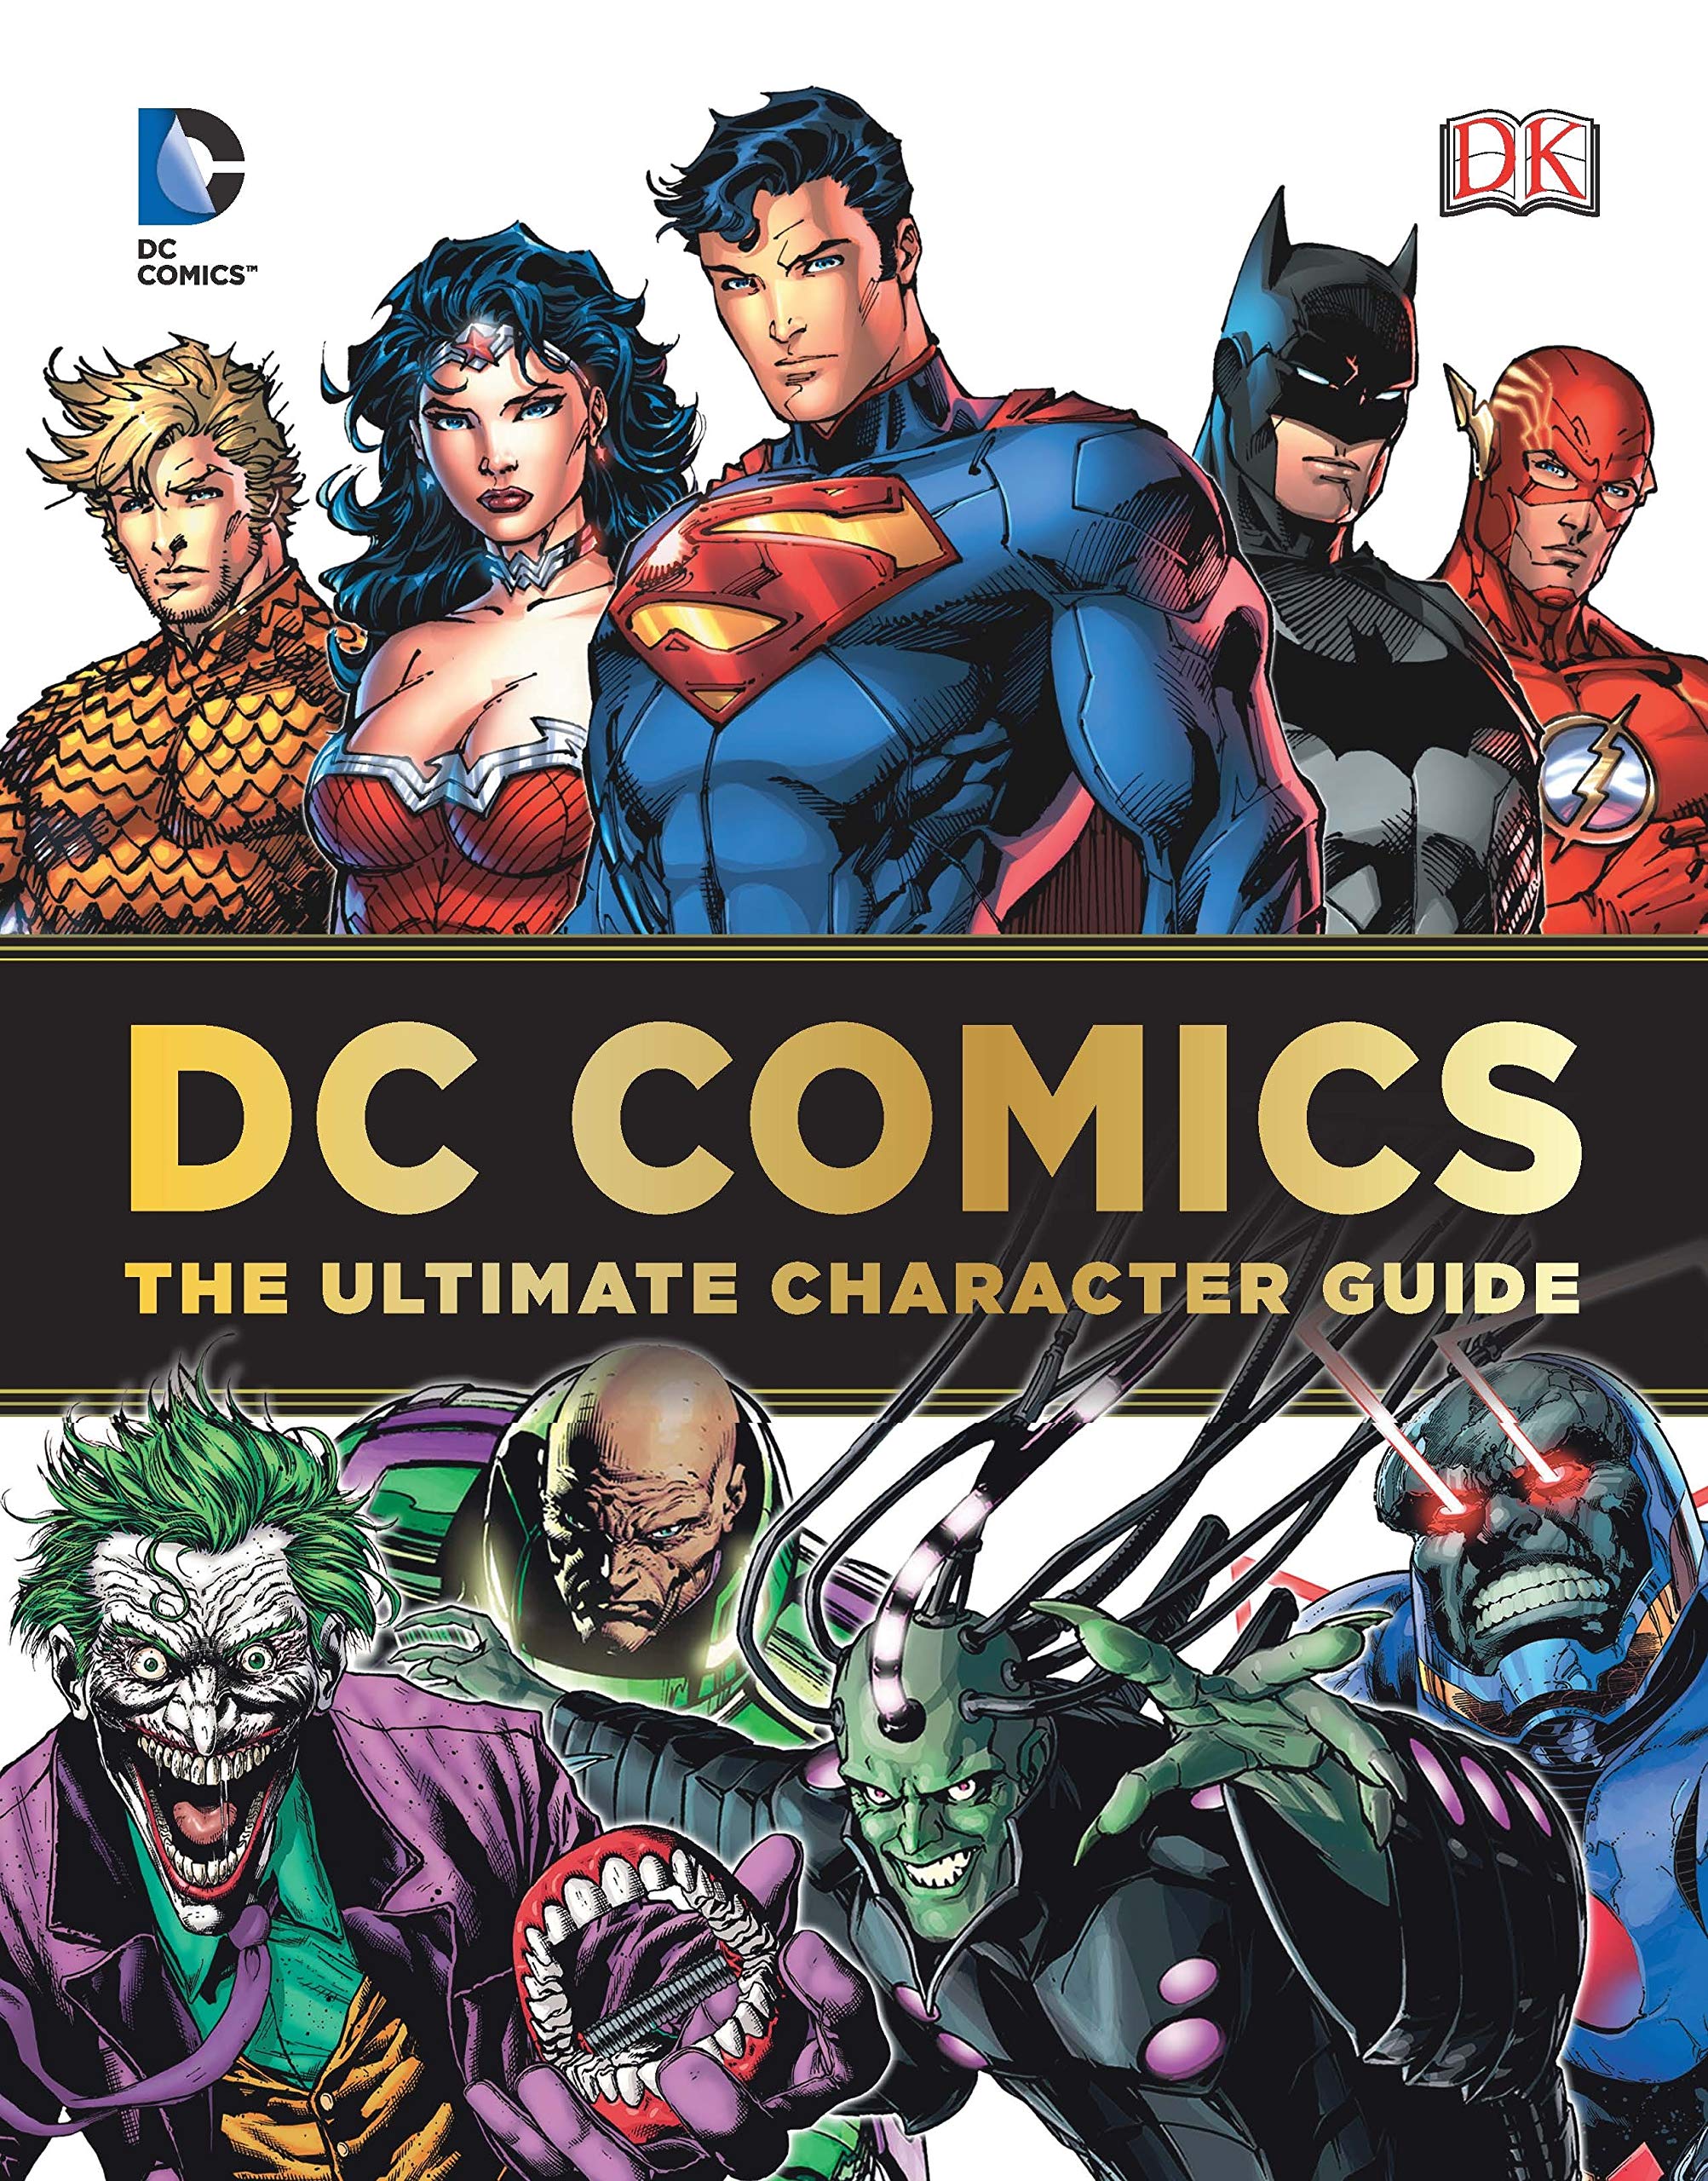 DC
COMICS™
DK
DC COMICS
THE ULTIMATE CHARACTER GUIDE